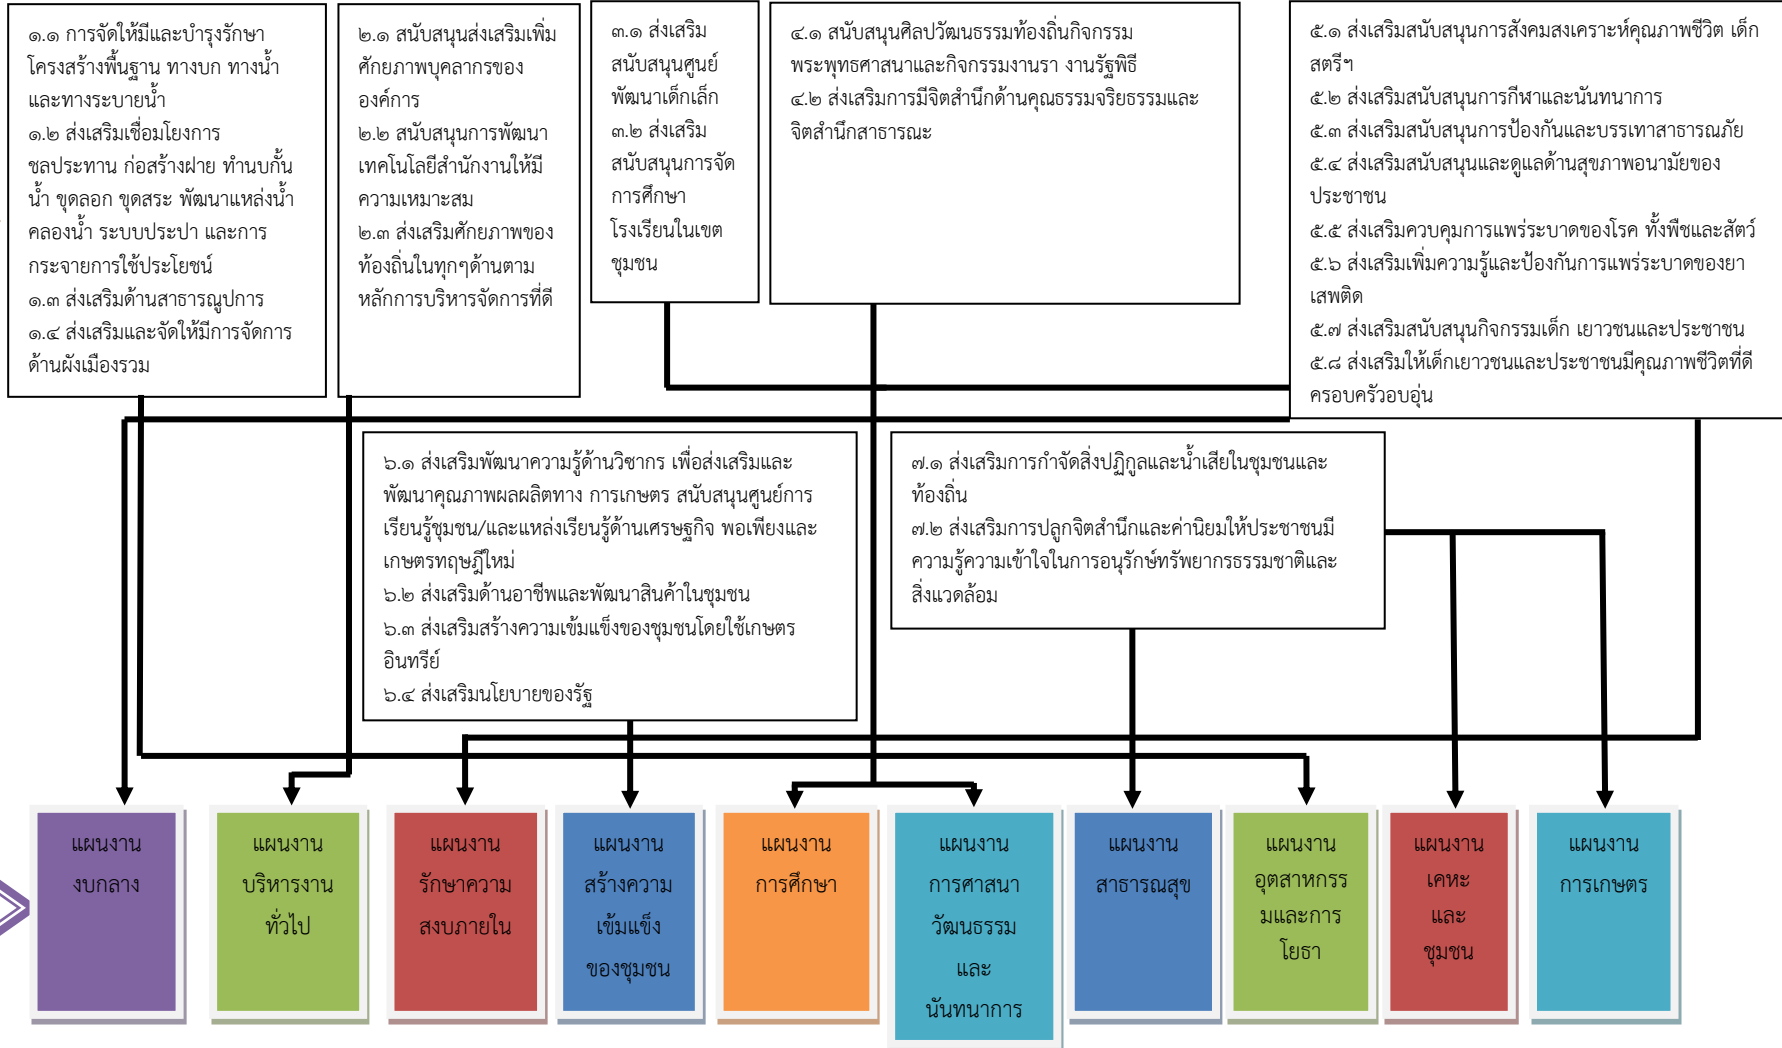 ๑.๑ การจัดให้มีและบำรุงรักษา
โครงสร้างพื้นฐาน ทางบก ทางน้ำ
และทางระบายน้ำ
๑.๒ ส่งเสริมเชื่อมโยงการ
ชลประทาน ก่อสร้างฝาย ทำนบกั้น
น้ำ ขุดลอก ขุดสระ พัฒนาแหล่งน้ำ
คลองน้ำ ระบบประปา และการ
กระจายการใช้ประโยชน์
๑.๓ ส่งเสริมด้านสาธารณูปการ
๑.๔ ส่งเสริมและจัดให้มีการจัดการ
ด้านผังเมืองรวม
๒.๑ สนับสนุนส่งเสริมเพิ่ม
ศักยภาพบุคลากรของ
องค์การ
๒.๒ สนับสนุนการพัฒนา
เทคโนโลยีสำนักงานให้มี
ความเหมาะสม
๒.๓ ส่งเสริมศักยภาพของ
ท้องถิ่นในทุกๆด้านตาม
หลักการบริหารจัดการที่ดี
๓.๑ ส่งเสริม
สนับสนุนศูนย์
พัฒนาเด็กเล็ก
๓.๒ ส่งเสริม
สนับสนุนการจัด
การศึกษา
โรงเรียนในเขต
ชุมชน
๔.๑ สนับสนุนศิลปวัฒนธรรมท้องถิ่นกิจกรรม
พระพุทธศาสนาและกิจกรรมงานรา งานรัฐพิธี
๔.๒ ส่งเสริมการมีจิตสำนึกด้านคุณธรรมจริยธรรมและ
จิตสำนึกสาธารณะ
๕.๑ ส่งเสริมสนับสนุนการสังคมสงเคราะห์คุณภาพชีวิต เด็ก
สตรีฯ
๕.๒ ส่งเสริมสนับสนุนการกีฬาและนันทนาการ
๕.๓ ส่งเสริมสนับสนุนการป้องกันและบรรเทาสาธารณภัย
๕.๔ ส่งเสริมสนับสนุนและดูแลด้านสุขภาพอนามัยของ
ประชาชน
๕.๕ ส่งเสริมควบคุมการแพร่ระบาดของโรค ทั้งพืชและสัตว์
๕.๖ ส่งเสริมเพิ่มความรู้และป้องกันการแพร่ระบาดของยา
เสพติด
๕.๗ ส่งเสริมสนับสนุนกิจกรรมเด็ก เยาวชนและประชาชน
๕.๘ ส่งเสริมให้เด็กเยาวชนและประชาชนมีคุณภาพชีวิตที่ดี
ครอบครัวอบอุ่น
๖.๑ ส่งเสริมพัฒนาความรู้ด้านวิชากร เพื่อส่งเสริมและ
พัฒนาคุณภาพผลผลิตทาง การเกษตร สนับสนุนศูนย์การ
เรียนรู้ชุมชน/และแหล่งเรียนรู้ด้านเศรษฐกิจ พอเพียงและ
เกษตรทฤษฎีใหม่
๖.๒ ส่งเสริมด้านอาชีพและพัฒนาสินค้าในชุมชน
๖.๓ ส่งเสริมสร้างความเข้มแข็งของชุมชนโดยใช้เกษตร
อินทรีย์
๖.๔ ส่งเสริมนโยบายของรัฐ
๗.๑ ส่งเสริมการกำจัดสิ่งปฏิกูลและน้ำเสียในชุมชนและ
ท้องถิ่น
๗.๒ ส่งเสริมการปลูกจิตสำนึกและค่านิยมให้ประชาชนมี
ความรู้ความเข้าใจในการอนุรักษ์ทรัพยากรธรรมชาติและ
สิ่งแวดล้อม
แผนงาน
งบกลาง
แผนงาน
บริหารงาน
ทั่วไป
แผนงาน
รักษาความ
สงบภายใน
แผนงาน
สร้างความ
เข้มแข็ง
ของชุมชน
แผนงาน
การศึกษา
แผนงาน
การศาสนา
วัฒนธรรม
และ
นันทนาการ
แผนงาน
สาธารณสุข
แผนงาน
อุตสาหกรร
มและการ
โยธา
แผนงาน
เคหะ
และ
ชุมชน
แผนงาน
การเกษตร